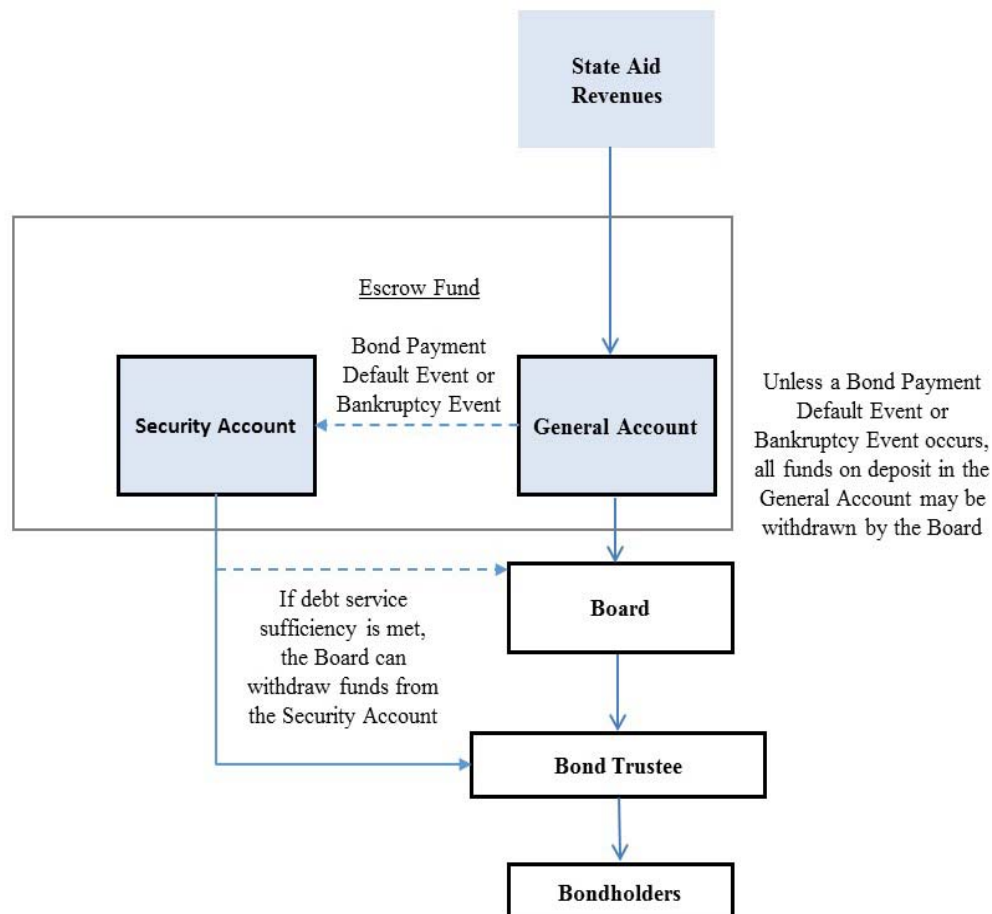 State Aid
Revenues
Escrow Fund
Bond Payment
Default Event or
Bankruptcy Event
Security Account
General Account
Unless a Bond Payment
Default Event or
Bankruptcy Event occurs,
all funds on deposit in the
General Account may be
withdrawn by the Board
If debt service
sufficiency is met,
the Board can
withdraw funds from
the Security Account
Board
Bond Trustee
Bondholders